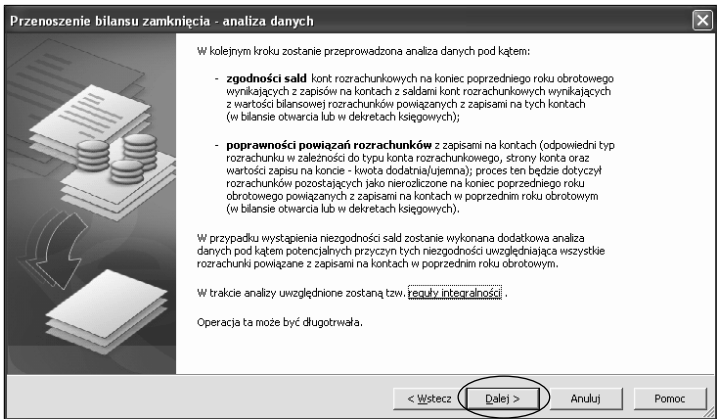 Przenoszenie bilansu zamknięcia - analiza danych
W kolejnym kroku zostanie przeprowadzona analiza danych pod kątem:
- zgodności sald kont rozrachunkowych na koniec poprzedniego roku obrotowego
wynikających z zapisów na kontach z saldami kont rozrachunkowych wynikających
z wartości bilansowej rozrachunków powiązanych z zapisami na tych kontach
(w bilansie otwarcia lub w dekretach księgowych);
- poprawności powiązań rozrachunków z zapisami na kontach (odpowiedni typ
rozrachunku w zależności do typu konta rozrachunkowego, strony konta oraz
wartości zapisu na koncie - kwota dodatnia/ujemna); proces ten będzie dotyczył
rozrachunków pozostających jako nierozliczone na koniec poprzedniego roku
obrotowego powiązanych z zapisami na kontach w poprzednim roku obrotowym
(w bilansie otwarcia lub w dekretach księgowych).
W przypadku wystąpienia niezgodności sald zostanie wykonana dodatkowa analiza
danych pod kątem potencjalnych przyczyn tych niezgodności uwzględniająca wszystkie
rozrachunki powiązane z zapisami na kontach w poprzednim roku obrotowym.
W trakcie analizy uwzględnione zostaną tzw. reguły integralności .
Operacja ta może być długotrwała.
< Wstecz Dalej > Anuluj Pomoc